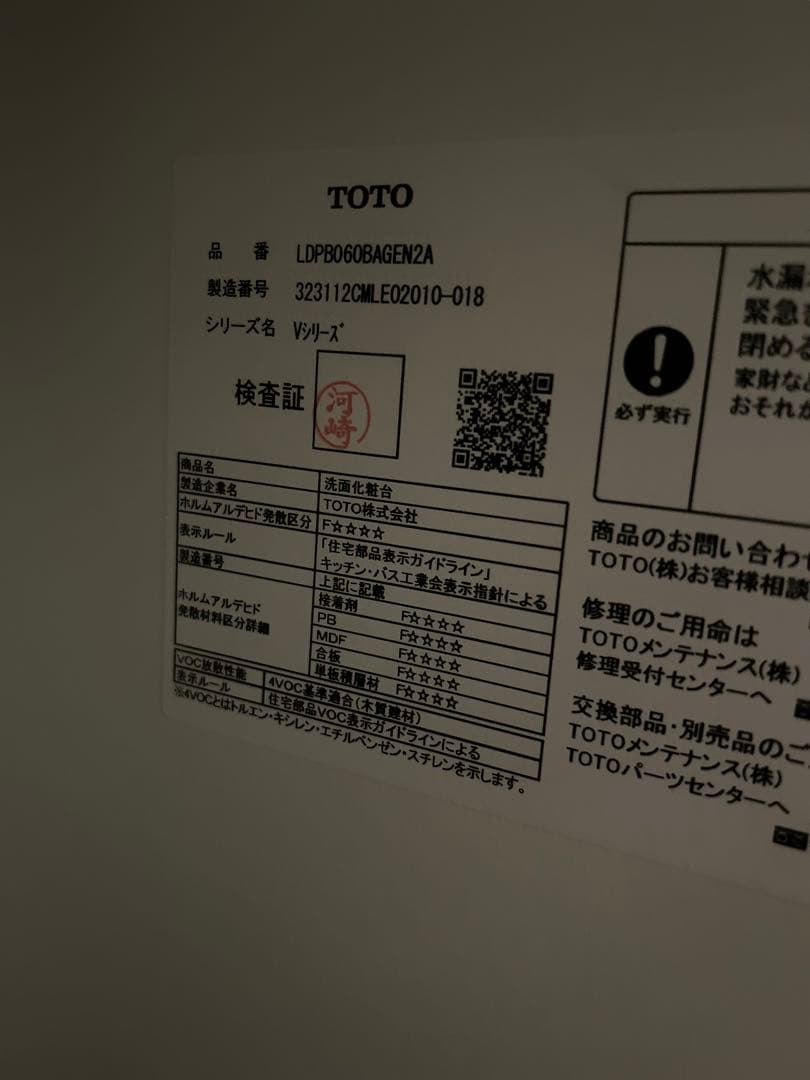 TOTO
品 番 LDPB060BAGEN2A
製造番号 323112CMLE02010-018
シリーズ名 Vシリーズ
検査証
河崎
商品名 洗面化粧台
製造企業名 TOTO株式会社
ホルムアルデヒド発散区分 F☆☆☆☆
表示ルール 「住宅部品表示ガイドライン」
キッチン・バス工業会表示指針による
製造番号 上記に記載
ホルムアルデヒド
発散材料区分詳細
接着剤 F☆☆☆☆
PB F☆☆☆☆
MDF F☆☆☆☆
合板 F☆☆☆☆
単板積層材 F☆☆☆☆
VOC放散性能 4VOC基準適合(木質建材)
表示ルール 住宅部品VOC表示ガイドラインによる
※4VOCとはトルエン・キシレン・エチルベンゼン・スチレンを示します。
必ず実行
水漏
緊急
閉める
家財など
おそれが
商品のお問い合わ
TOTO(株)お客様相談
修理のご用命は
TOTOメンテナンス(株)
修理受付センターへ
交換部品・別売品のご
TOTOメンテナンス(株)
TOTOパーツセンターへ